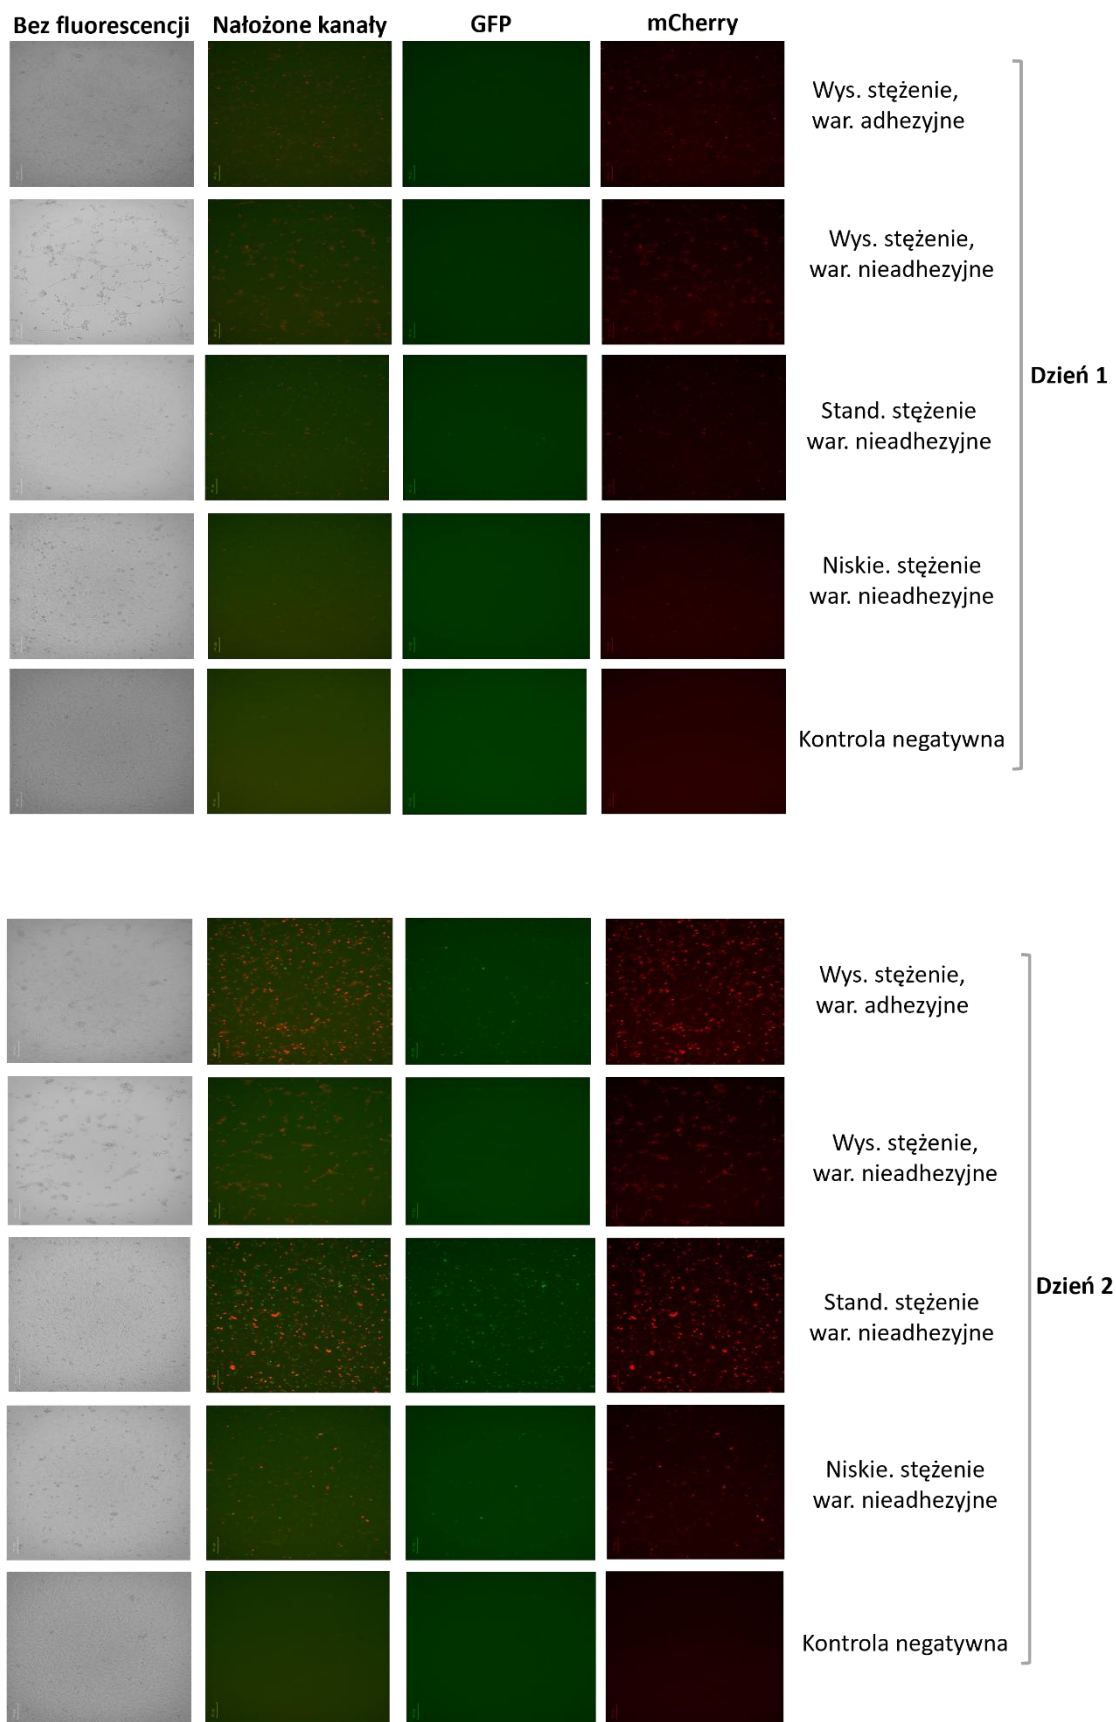 Bez fluorescencji Nałożone kanały GFP mCherry
Wys. stężenie,
war. adhezyjne
Wys. stężenie,
war. nieadhezyjne
Dzień 1
Stand. stężenie
war. nieadhezyjne
Niskie. stężenie
war. nieadhezyjne
Kontrola negatywna
Wys. stężenie,
war. adhezyjne
Wys. stężenie,
war. nieadhezyjne
Dzień 2
Stand. stężenie
war. nieadhezyjne
Niskie. stężenie
war. nieadhezyjne
Kontrola negatywna